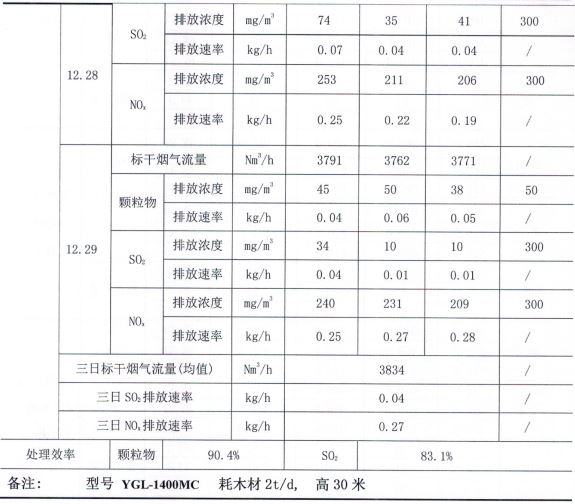 12.28 SO₂ 排放浓度 mg/m³ 74 35 41 300
排放速率 kg/h 0.07 0.04 0.04 /
NOₓ 排放浓度 mg/m³ 253 211 206 300
排放速率 kg/h 0.25 0.22 0.19 /
12.29 标干烟气流量 Nm³/h 3791 3762 3771 /
颗粒物 排放浓度 mg/m³ 45 50 38 50
排放速率 kg/h 0.04 0.06 0.05 /
SO₂ 排放浓度 mg/m³ 34 10 10 300
排放速率 kg/h 0.04 0.01 0.01 /
NOₓ 排放浓度 mg/m³ 240 231 209 300
排放速率 kg/h 0.25 0.27 0.28 /
三日标干烟气流量(均值) Nm³/h 3834 /
三日SO₂排放速率 kg/h 0.04 /
三日NOₓ排放速率 kg/h 0.27 /
处理效率 颗粒物 90.4% SO₂ 83.1%
备注: 型号 YGL-1400MC 耗木材2t/d, 高30米